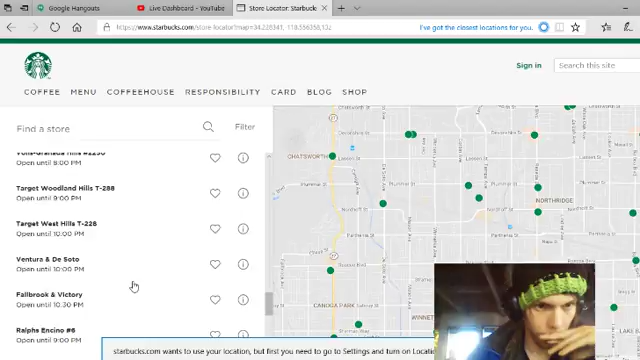 Google Hangouts
Live Dashboard - YouTube
Store Locator: Starbuc
https://www.starbucks.com/store-locator?map=34.228341,-118.556358,12z
I've got the closest locations for you.
Sign in
Search this site
COFFEE MENU COFFEEHOUSE RESPONSIBILITY CARD BLOG SHOP
Find a store
Filter
Open until 8:00 PM
Target Woodland Hills T-288
Open until 9:00 PM
Target West Hills T-228
Open until 10:00 PM
Ventura & De Soto
Open until 10:00 PM
Fallbrook & Victory
Open until 10:30 PM
Ralphs Encino #6
Open until 9:00 PM
CHATSWORTH
NORTHRIDGE
CANOGA PARK
WINNET
starbucks.com wants to use your location, but first you need to go to Settings and turn on Locati